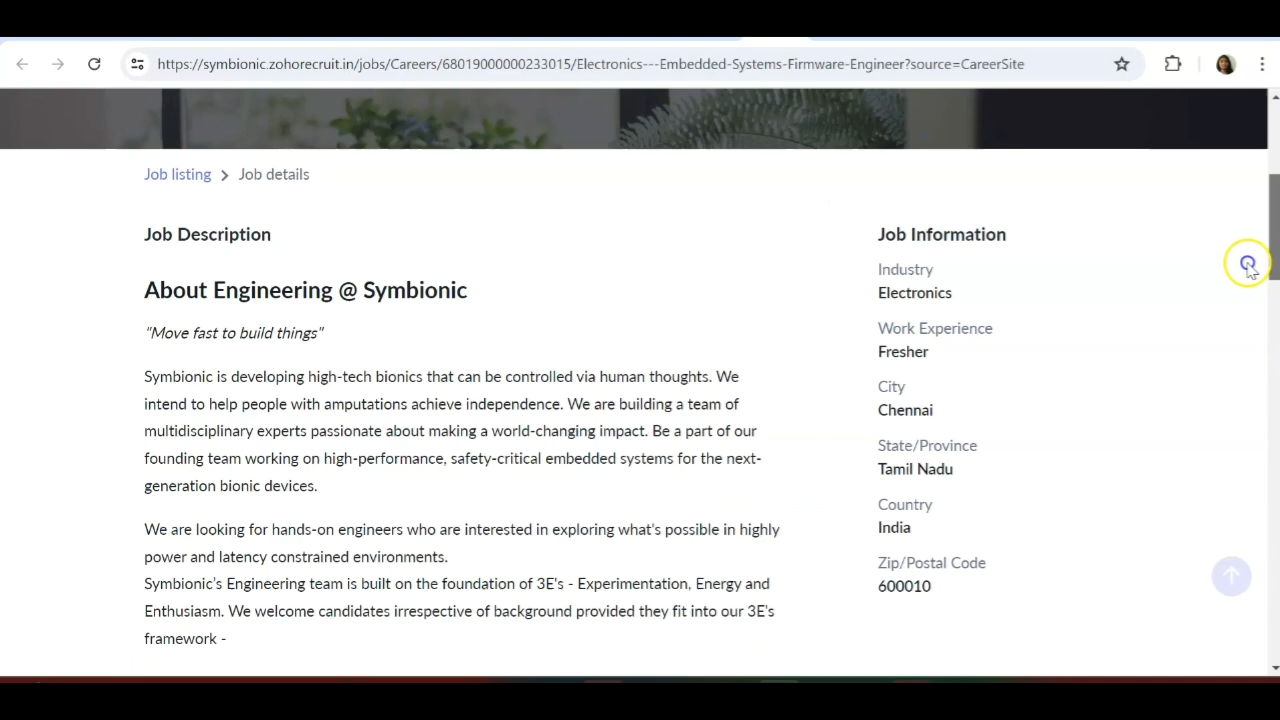 https://symbionic.zohorecruit.in/jobs/Careers/68019000000233015/Electronics---Embedded-Systems-Firmware-Engineer?source=CareerSite
Job listing > Job details
Job Description
About Engineering @ Symbionic
"Move fast to build things"
Symbionic is developing high-tech bionics that can be controlled via human thoughts. We
intend to help people with amputations achieve independence. We are building a team of
multidisciplinary experts passionate about making a world-changing impact. Be a part of our
founding team working on high-performance, safety-critical embedded systems for the next-
generation bionic devices.
We are looking for hands-on engineers who are interested in exploring what's possible in highly
power and latency constrained environments.
Symbionic's Engineering team is built on the foundation of 3E's - Experimentation, Energy and
Enthusiasm. We welcome candidates irrespective of background provided they fit into our 3E's
framework -
Job Information
Industry
Electronics
Work Experience
Fresher
City
Chennai
State/Province
Tamil Nadu
Country
India
Zip/Postal Code
600010